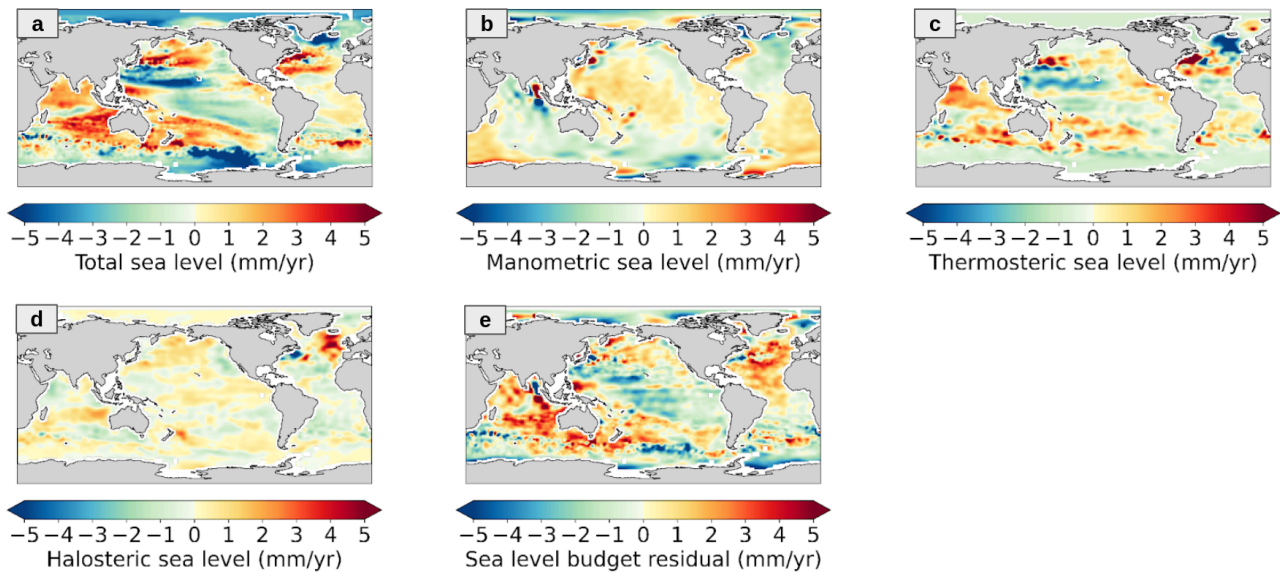 a
b
c
−5 −4 −3 −2 −1 0 1 2 3 4 5
Total sea level (mm/yr)
−5 −4 −3 −2 −1 0 1 2 3 4 5
Manometric sea level (mm/yr)
−5 −4 −3 −2 −1 0 1 2 3 4 5
Thermosteric sea level (mm/yr)
d
e
−5 −4 −3 −2 −1 0 1 2 3 4 5
Halosteric sea level (mm/yr)
−5 −4 −3 −2 −1 0 1 2 3 4 5
Sea level budget residual (mm/yr)